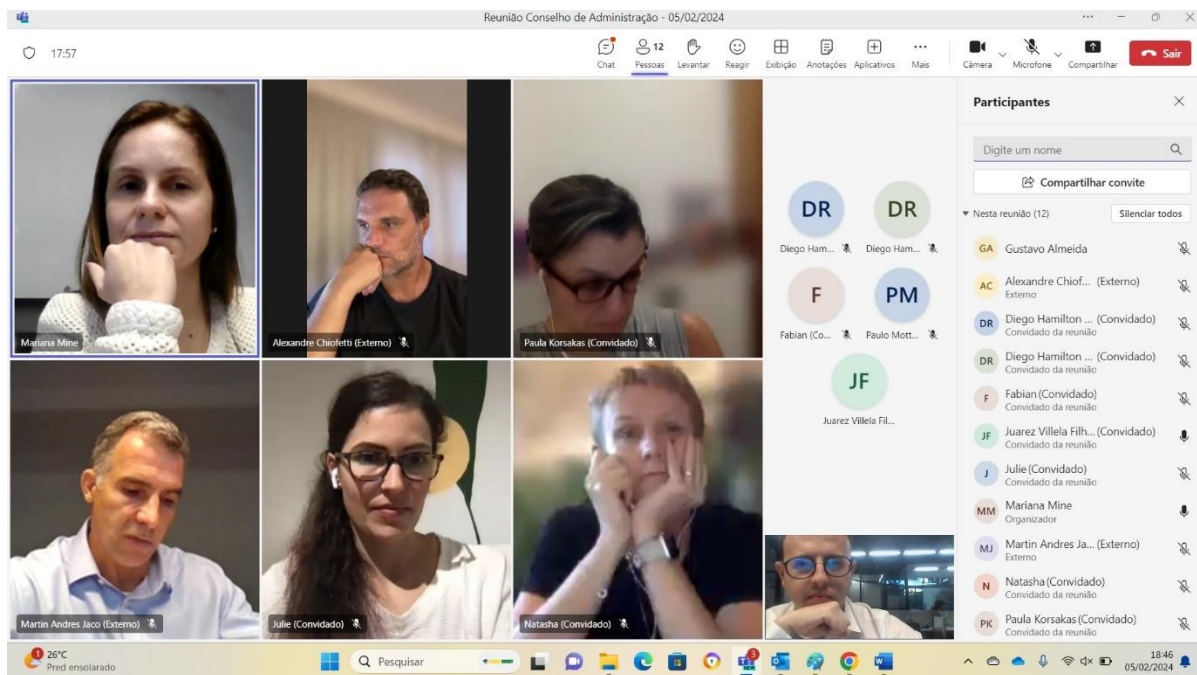 Reunião Conselho de Administração - 05/02/2024
17:57
Chat
12
Pessoas
Levantar
Reagir
Exibição
Anotações
Aplicativos
Mais
Câmera
Microfone
Compartilhar
Sair
Mariana Mine
Alexandre Chiofetti (Externo)
Paula Korsakas (Convidado)
Martin Andres Jaco (Externo)
Julie (Convidado)
Natasha (Convidado)
DR
Diego Ham...
DR
Diego Ham...
F
Fabian (Co...
PM
Paulo Mott...
JF
Juarez Villela Fil...
Participantes
Digite um nome
Compartilhar convite
Nesta reunião (12)
Silenciar todos
GA
Gustavo Almeida
AC
Alexandre Chiof... (Externo)
Externo
DR
Diego Hamilton ... (Convidado)
Convidado da reunião
DR
Diego Hamilton ... (Convidado)
Convidado da reunião
F
Fabian (Convidado)
Convidado da reunião
JF
Juarez Villela Filh... (Convidado)
Convidado da reunião
J
Julie (Convidado)
Convidado da reunião
MM
Mariana Mine
Organizador
MJ
Martin Andres Ja... (Externo)
Externo
N
Natasha (Convidado)
Convidado da reunião
PK
Paula Korsakas (Convidado)
Convidado da reunião
26°C
Pred ensolarado
Pesquisar
3
18:46
05/02/2024